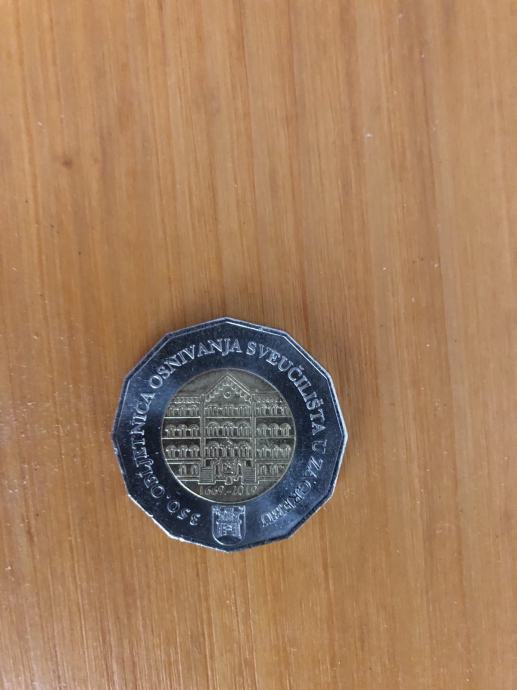 350. OBLJETNICA OSNIVANJA SVEUČILIŠTA U ZAGREBU
1669.-2019